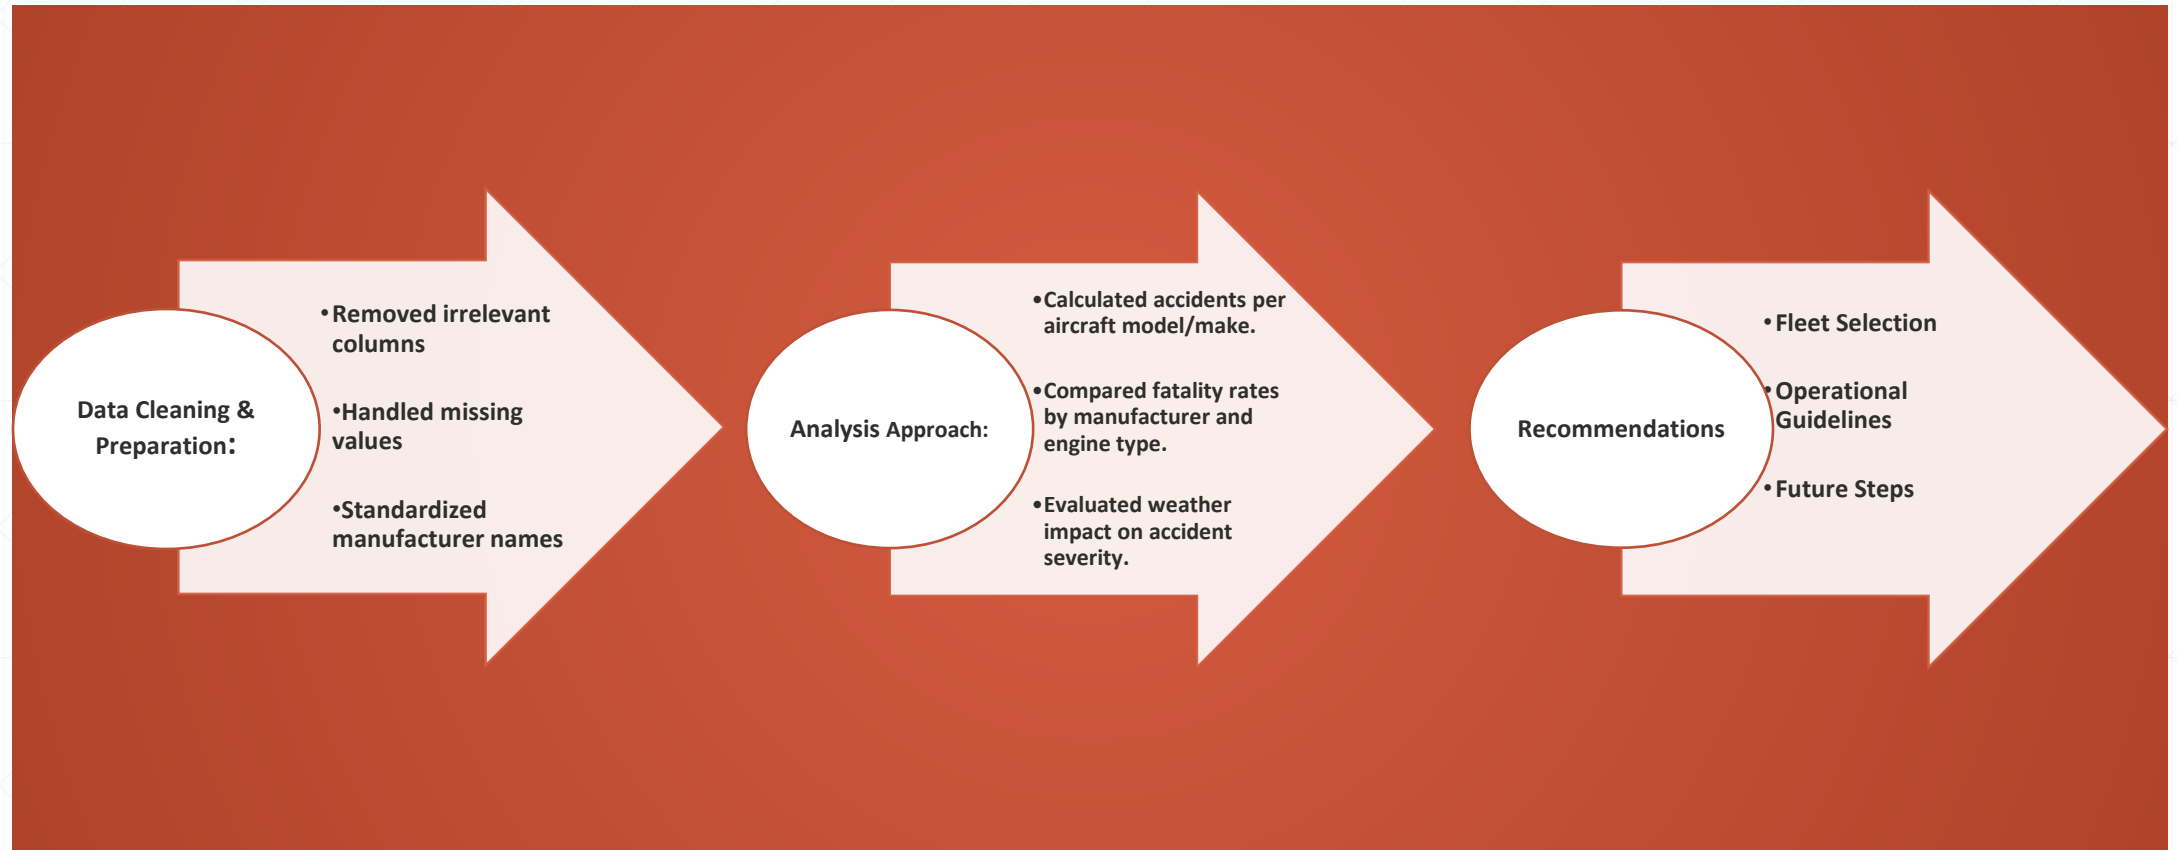 Data Cleaning &
Preparation:
•Removed irrelevant
columns
•Handled missing
values
•Standardized
manufacturer names
Analysis Approach:
•Calculated accidents per
aircraft model/make.
•Compared fatality rates
by manufacturer and
engine type.
•Evaluated weather
impact on accident
severity.
Recommendations
•Fleet Selection
•Operational
Guidelines
•Future Steps